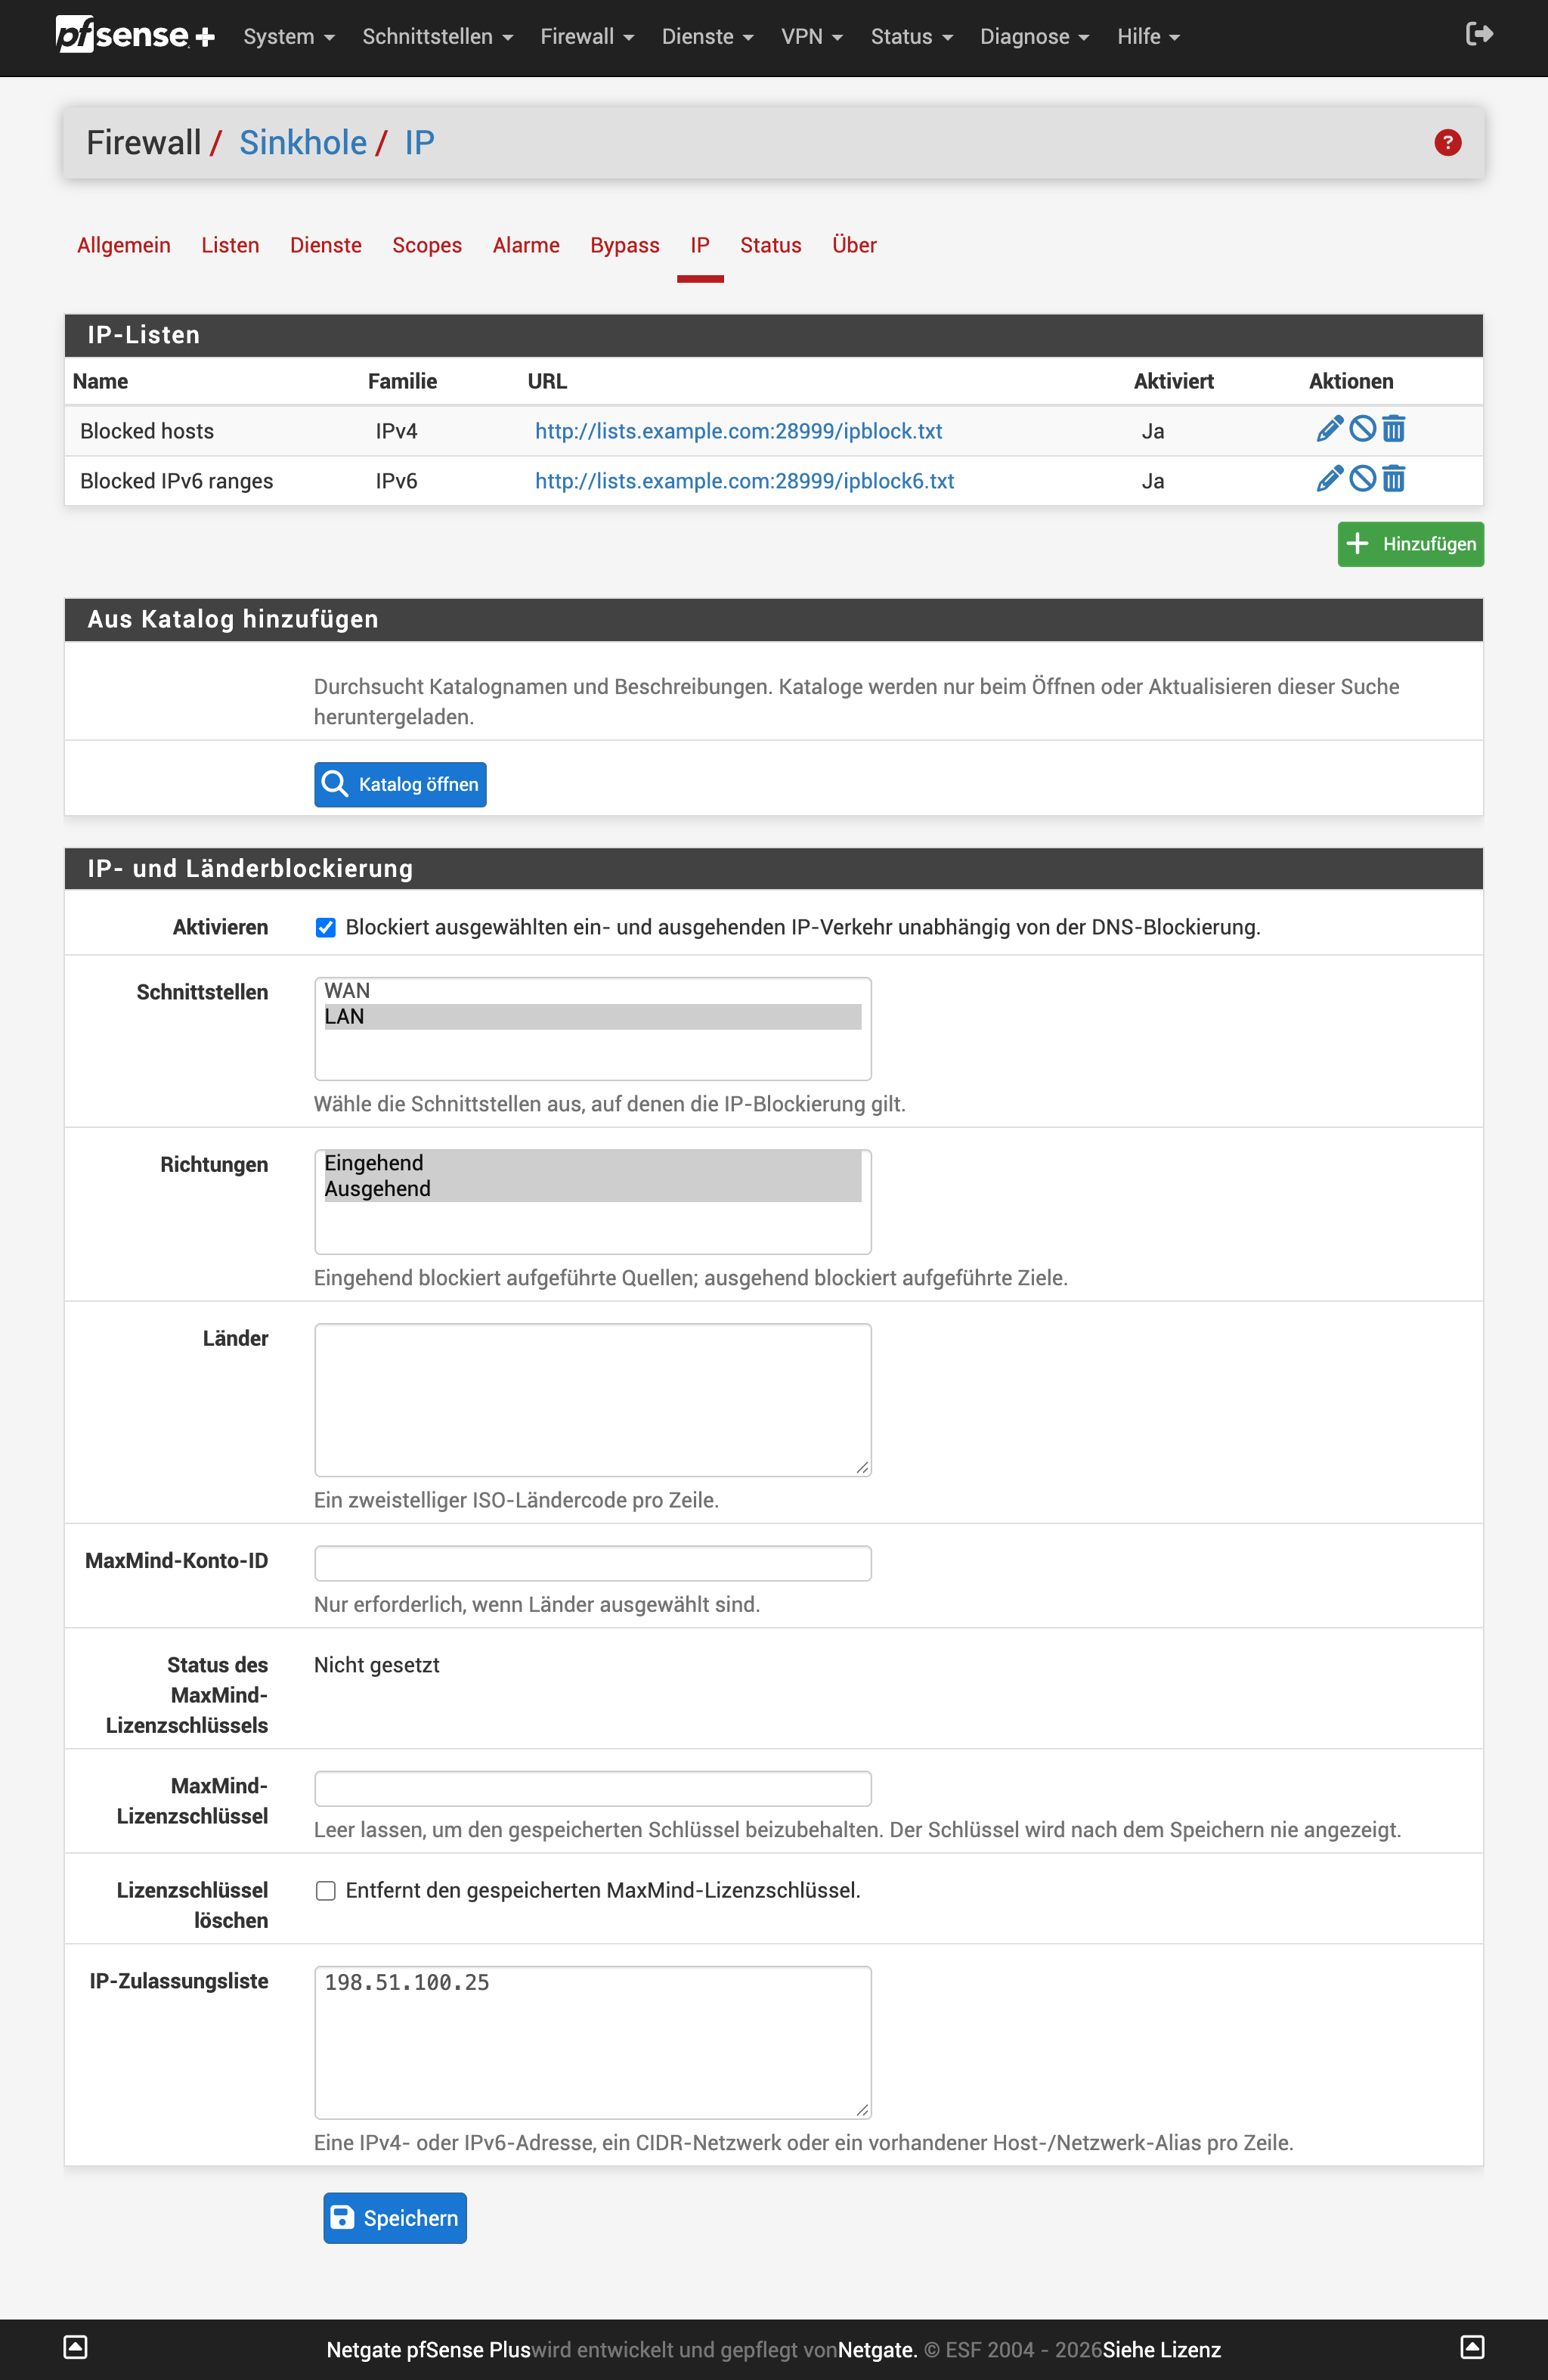 pfsense +
System
Schnittstellen
Firewall
Dienste
VPN
Status
Diagnose
Hilfe
Firewall / Sinkhole / IP
?
Allgemein
Listen
Dienste
Scopes
Alarme
Bypass
IP
Status
Über
IP-Listen
Name Familie URL Aktiviert Aktionen
Blocked hosts IPv4 http://lists.example.com:28999/ipblock.txt Ja
Blocked IPv6 ranges IPv6 http://lists.example.com:28999/ipblock6.txt Ja
Hinzufügen
Aus Katalog hinzufügen
Durchsucht Katalognamen und Beschreibungen. Kataloge werden nur beim Öffnen oder Aktualisieren dieser Suche
heruntergeladen.
Katalog öffnen
IP- und Länderblockierung
Aktivieren Blockiert ausgewählten ein- und ausgehenden IP-Verkehr unabhängig von der DNS-Blockierung.
Schnittstellen
WAN
LAN
Wähle die Schnittstellen aus, auf denen die IP-Blockierung gilt.
Richtungen
Eingehend
Ausgehend
Eingehend blockiert aufgeführte Quellen; ausgehend blockiert aufgeführte Ziele.
Länder
Ein zweistelliger ISO-Ländercode pro Zeile.
MaxMind-Konto-ID
Nur erforderlich, wenn Länder ausgewählt sind.
Status des
MaxMind-
Lizenzschlüssels
Nicht gesetzt
MaxMind-
Lizenzschlüssel
Leer lassen, um den gespeicherten Schlüssel beizubehalten. Der Schlüssel wird nach dem Speichern nie angezeigt.
Lizenzschlüssel
löschen
Entfernt den gespeicherten MaxMind-Lizenzschlüssel.
IP-Zulassungsliste
198.51.100.25
Eine IPv4- oder IPv6-Adresse, ein CIDR-Netzwerk oder ein vorhandener Host-/Netzwerk-Alias pro Zeile.
Speichern
Netgate pfSense Pluswird entwickelt und gepflegt vonNetgate. © ESF 2004 - 2026Siehe Lizenz